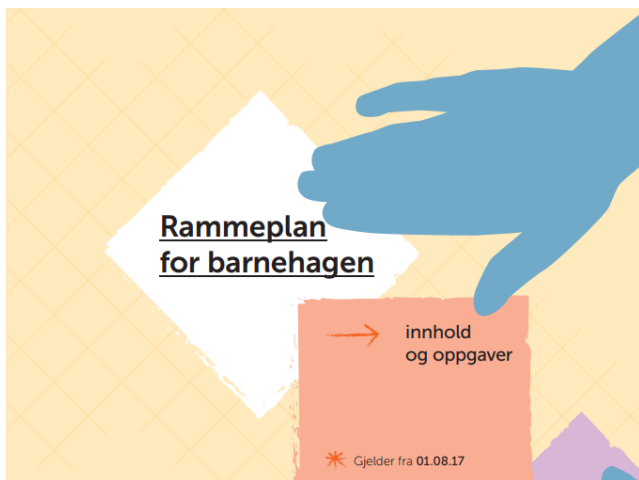 Rammeplan
for barnehagen
innhold
og oppgaver
Gjelder fra 01.08.17